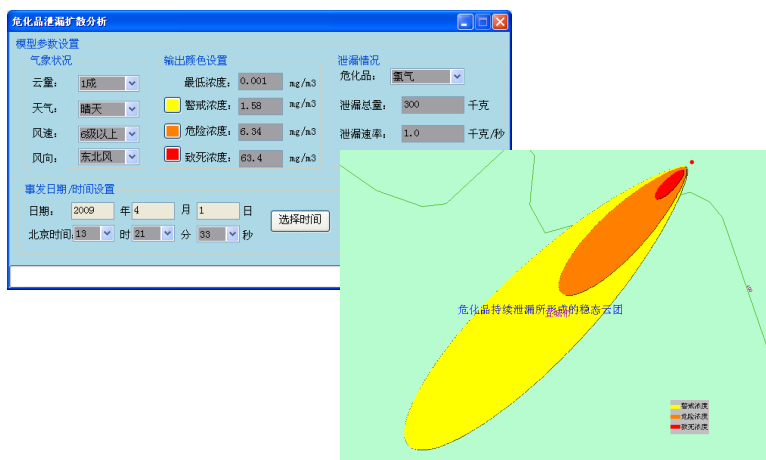 危化品泄漏扩散分析
模型参数设置
气象状况
云量： 1成
天气： 晴天
风速： 6级以上
风向： 东北风
输出颜色设置
最低浓度： 0.001 mg/m3
警戒浓度： 1.58 mg/m3
危险浓度： 6.34 mg/m3
致死浓度： 63.4 mg/m3
泄漏情况
危化品： 氯气
泄漏总量： 300 千克
泄漏速率： 1.0 千克/秒
事发日期/时间设置
日期： 2009 年 4 月 1 日
北京时间： 13 时 21 分 33 秒
选择时间
危化品持续泄漏所形成的稳态云团
警戒浓度
危险浓度
致死浓度